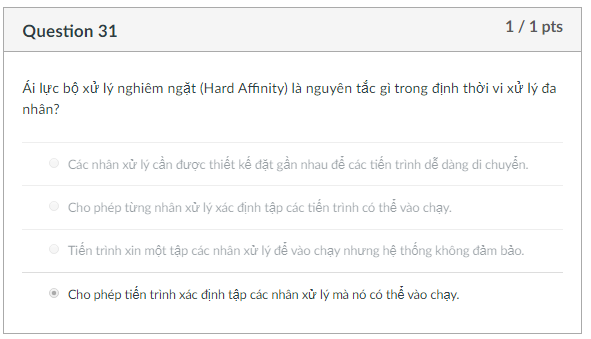 Question 31
1 / 1 pts
Ái lực bộ xử lý nghiêm ngặt (Hard Affinity) là nguyên tắc gì trong định thời vi xử lý đa
nhân?
Các nhân xử lý cần được thiết kế đặt gần nhau để các tiến trình dễ dàng di chuyển.
Cho phép từng nhân xử lý xác định tập các tiến trình có thể vào chạy.
Tiến trình xin một tập các nhân xử lý để vào chạy nhưng hệ thống không đảm bảo.
Cho phép tiến trình xác định tập các nhân xử lý mà nó có thể vào chạy.